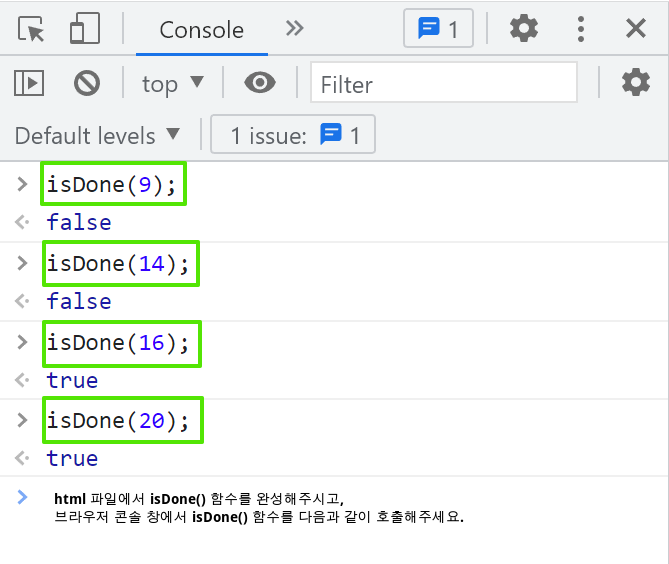 Console 1
top Filter
Default levels 1 issue: 1
isDone(9);
false
isDone(14);
false
isDone(16);
true
isDone(20);
true
html 파일에서 isDone() 함수를 완성해주시고,
브라우저 콘솔 창에서 isDone() 함수를 다음과 같이 호출해주세요.